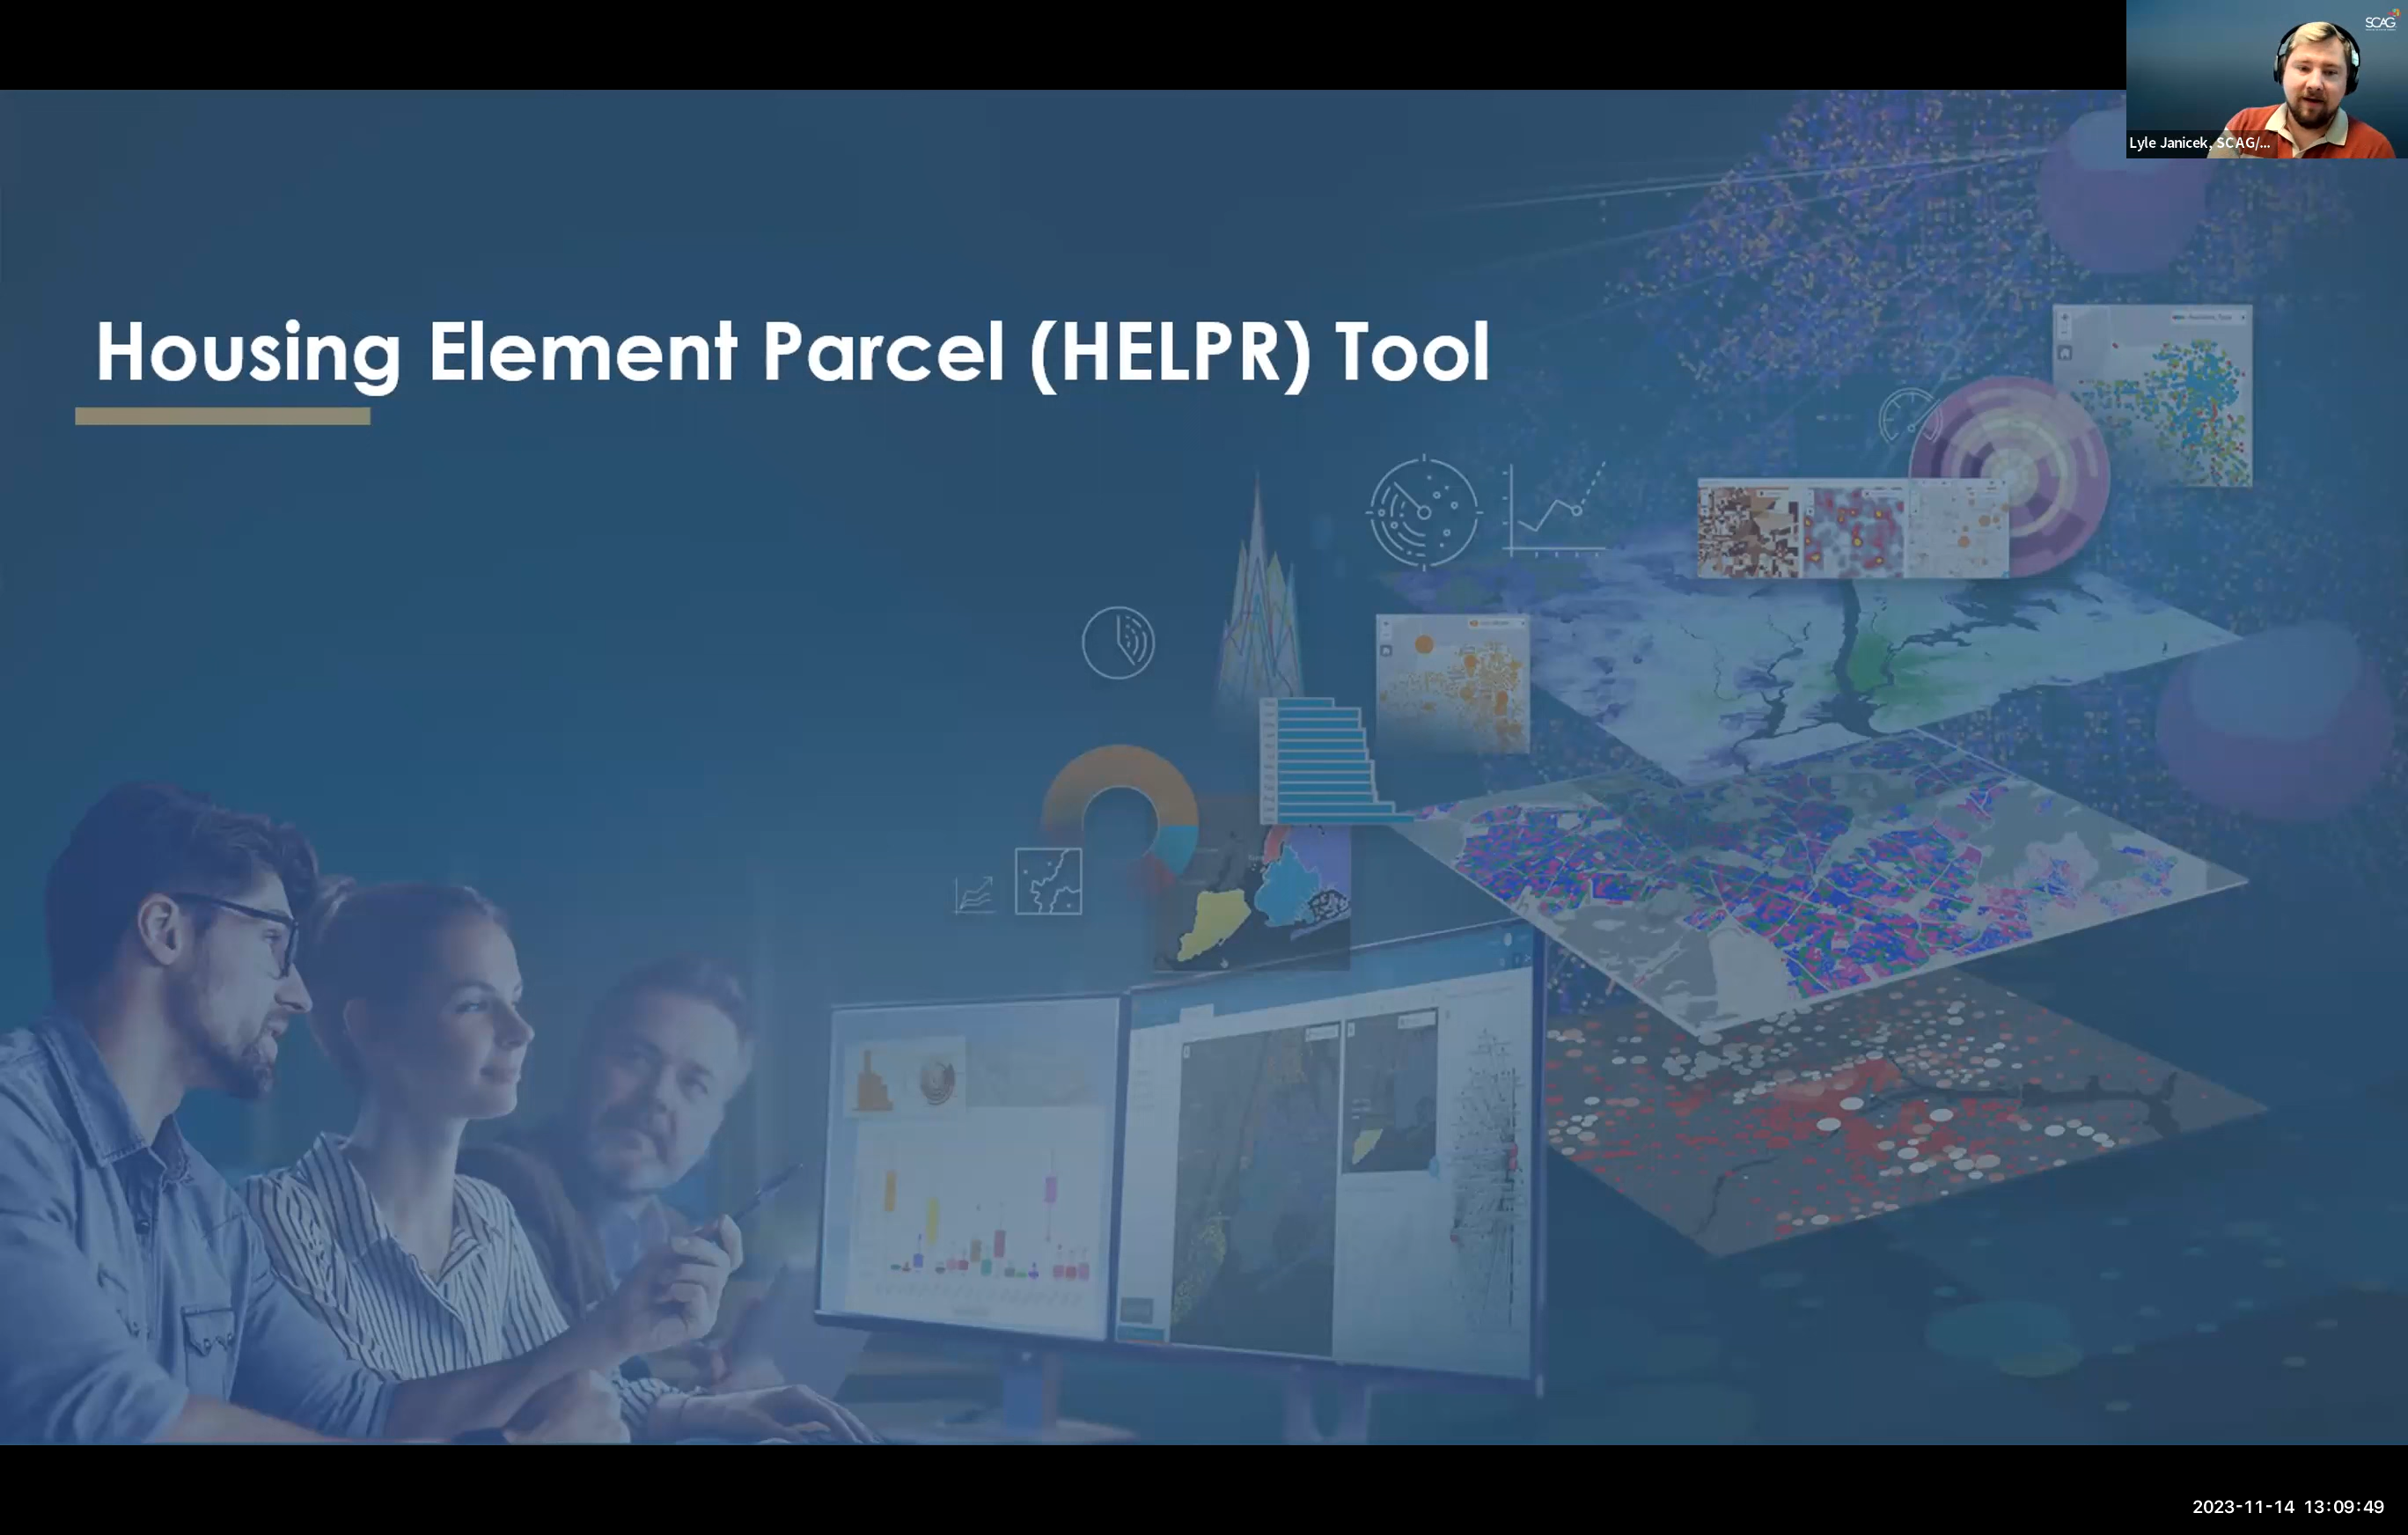 SCAG
Lyle Janicek, SCAG/...
Housing Element Parcel (HELPR) Tool
2023-11-14 13:09:49